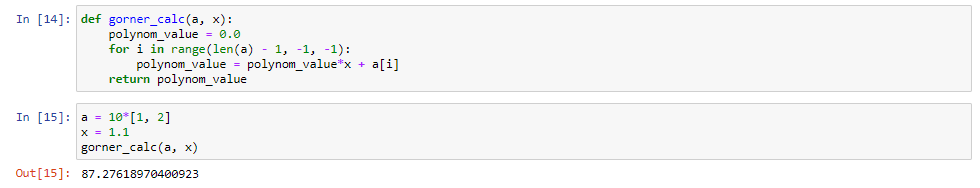 In [14]: def gorner_calc(a, x):
    polynom_value = 0.0
    for i in range(len(a) - 1, -1, -1):
        polynom_value = polynom_value*x + a[i]
    return polynom_value
In [15]: a = 10*[1, 2]
x = 1.1
gorner_calc(a, x)
Out[15]: 87.27618970400923